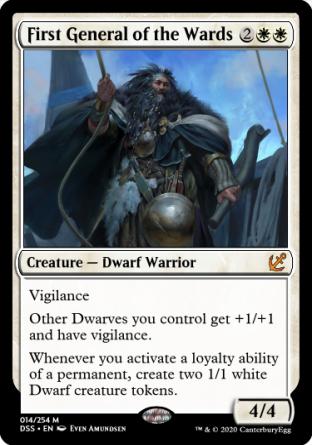 First General of the Wards 2
Creature — Dwarf Warrior
Vigilance
Other Dwarves you control get +1/+1
and have vigilance.
Whenever you activate a loyalty ability
of a permanent, create two 1/1 white
Dwarf creature tokens.
4/4
014/254 M
DSS • EN Even Amundsen
™ & © 2020 CanterburyEgg